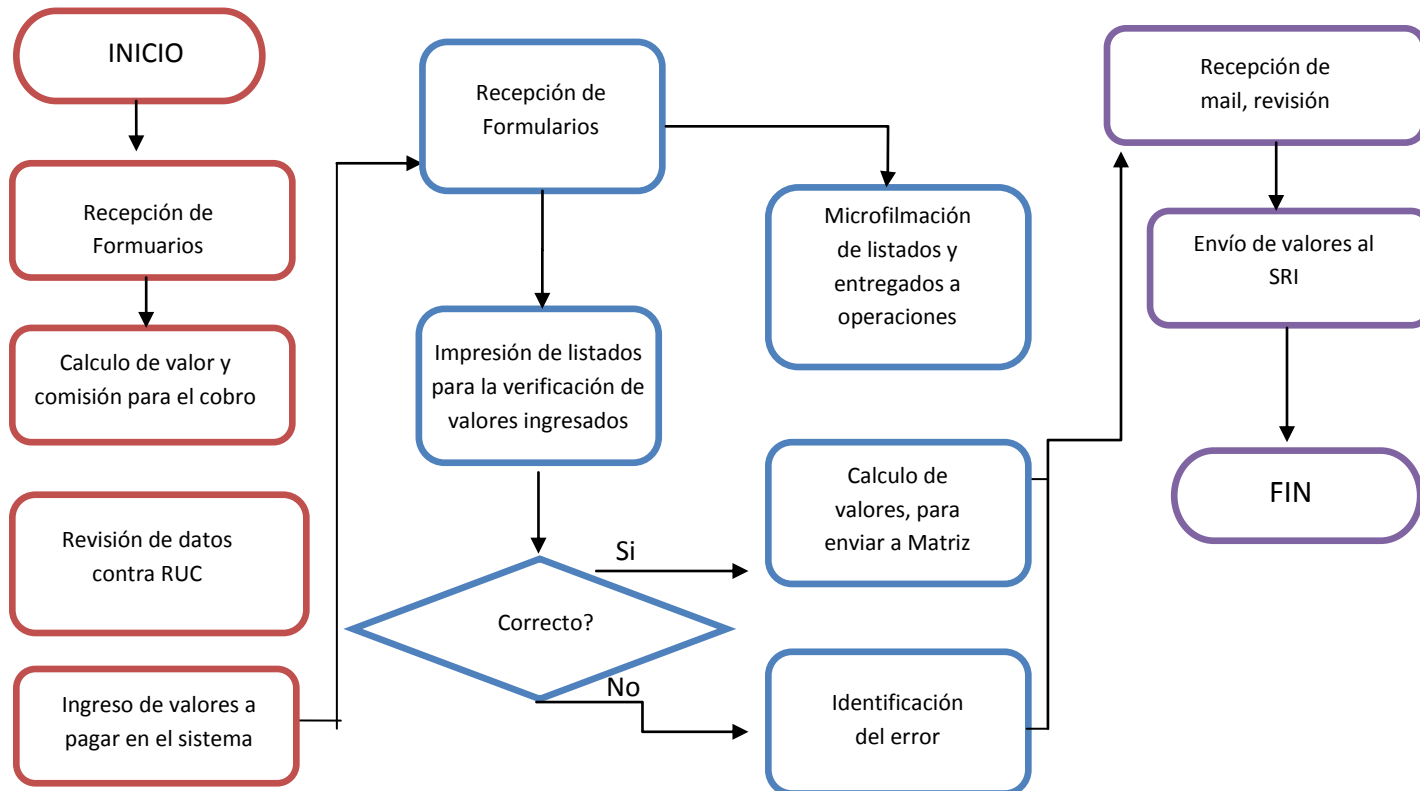 INICIO
Recepción de
Formuarios
Calculo de valor y
comisión para el cobro
Revisión de datos
contra RUC
Ingreso de valores a
pagar en el sistema
Recepción de
Formularios
Impresión de listados
para la verificación de
valores ingresados
Correcto?
Si
No
Microfilmación
de listados y
entregados a
operaciones
Calculo de
valores, para
enviar a Matriz
Identificación
del error
Recepción de
mail, revisión
Envío de valores al
SRI
FIN